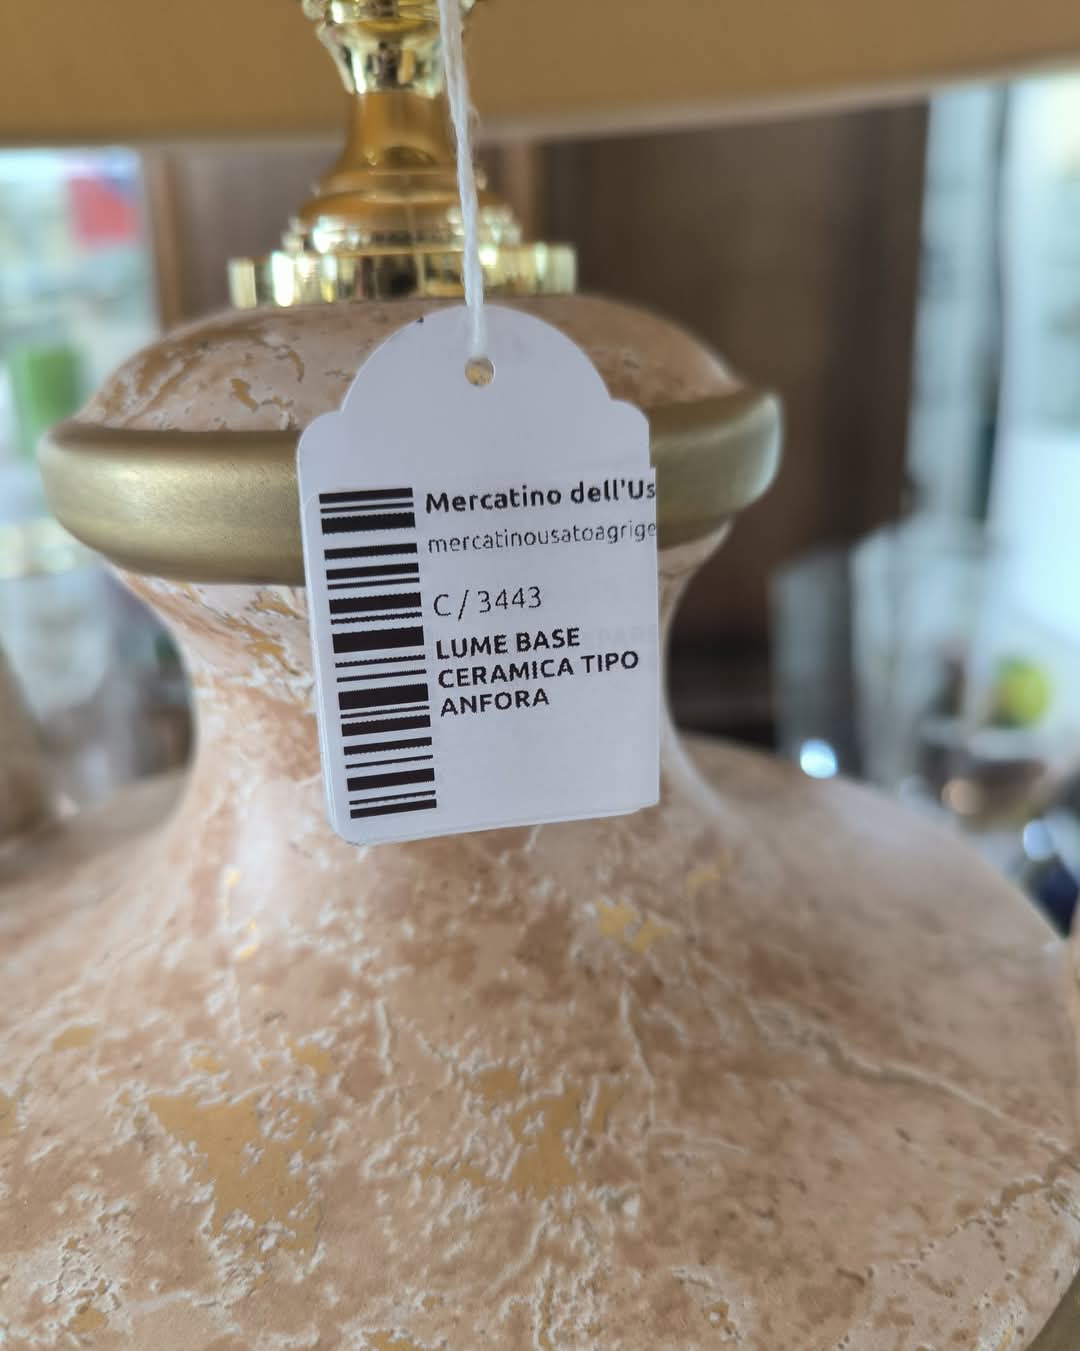 Mercatino dell'Us
mercatinousatoagrige
C / 3443
LUME BASE
CERAMICA TIPO
ANFORA